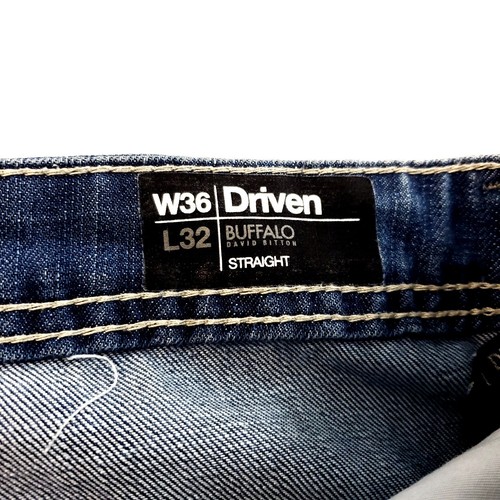 W36 Driven
L32 BUFFALO
DAVID BITTON
STRAIGHT